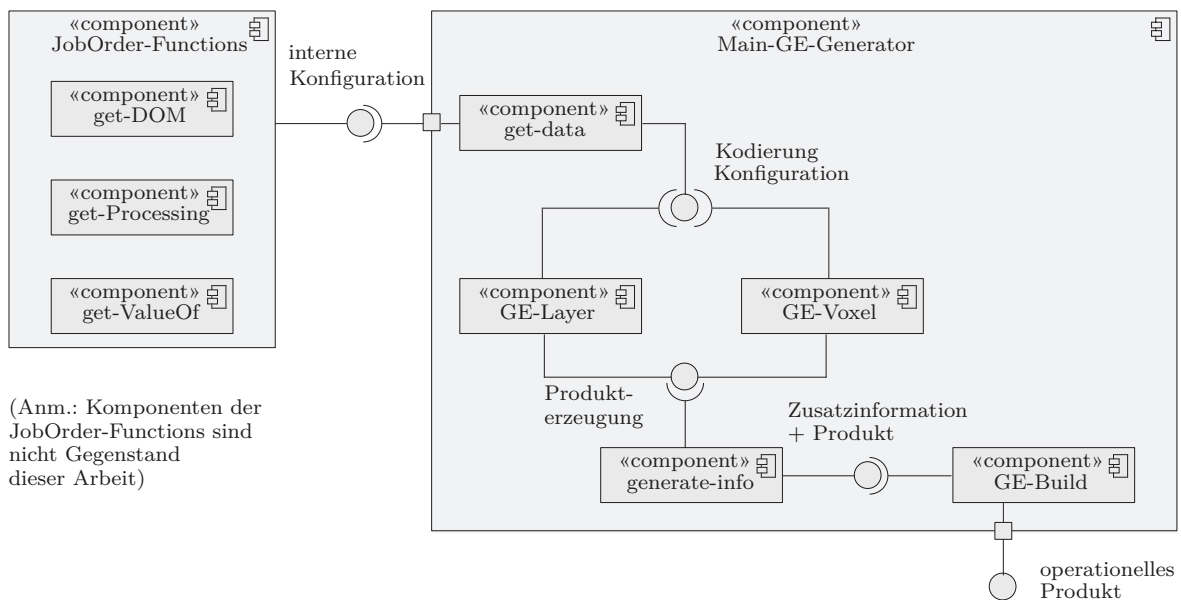 «component»
JobOrder-Functions
«component»
get-DOM
«component»
get-Processing
«component»
get-ValueOf
(Anm.: Komponenten der
JobOrder-Functions sind
nicht Gegenstand
dieser Arbeit)
interne
Konfiguration
«component»
Main-GE-Generator
«component»
get-data
Kodierung
Konfiguration
«component»
GE-Layer
«component»
GE-Voxel
Produkt-
erzeugung
Zusatzinformation
+ Produkt
«component»
generate-info
«component»
GE-Build
operationelles
Produkt